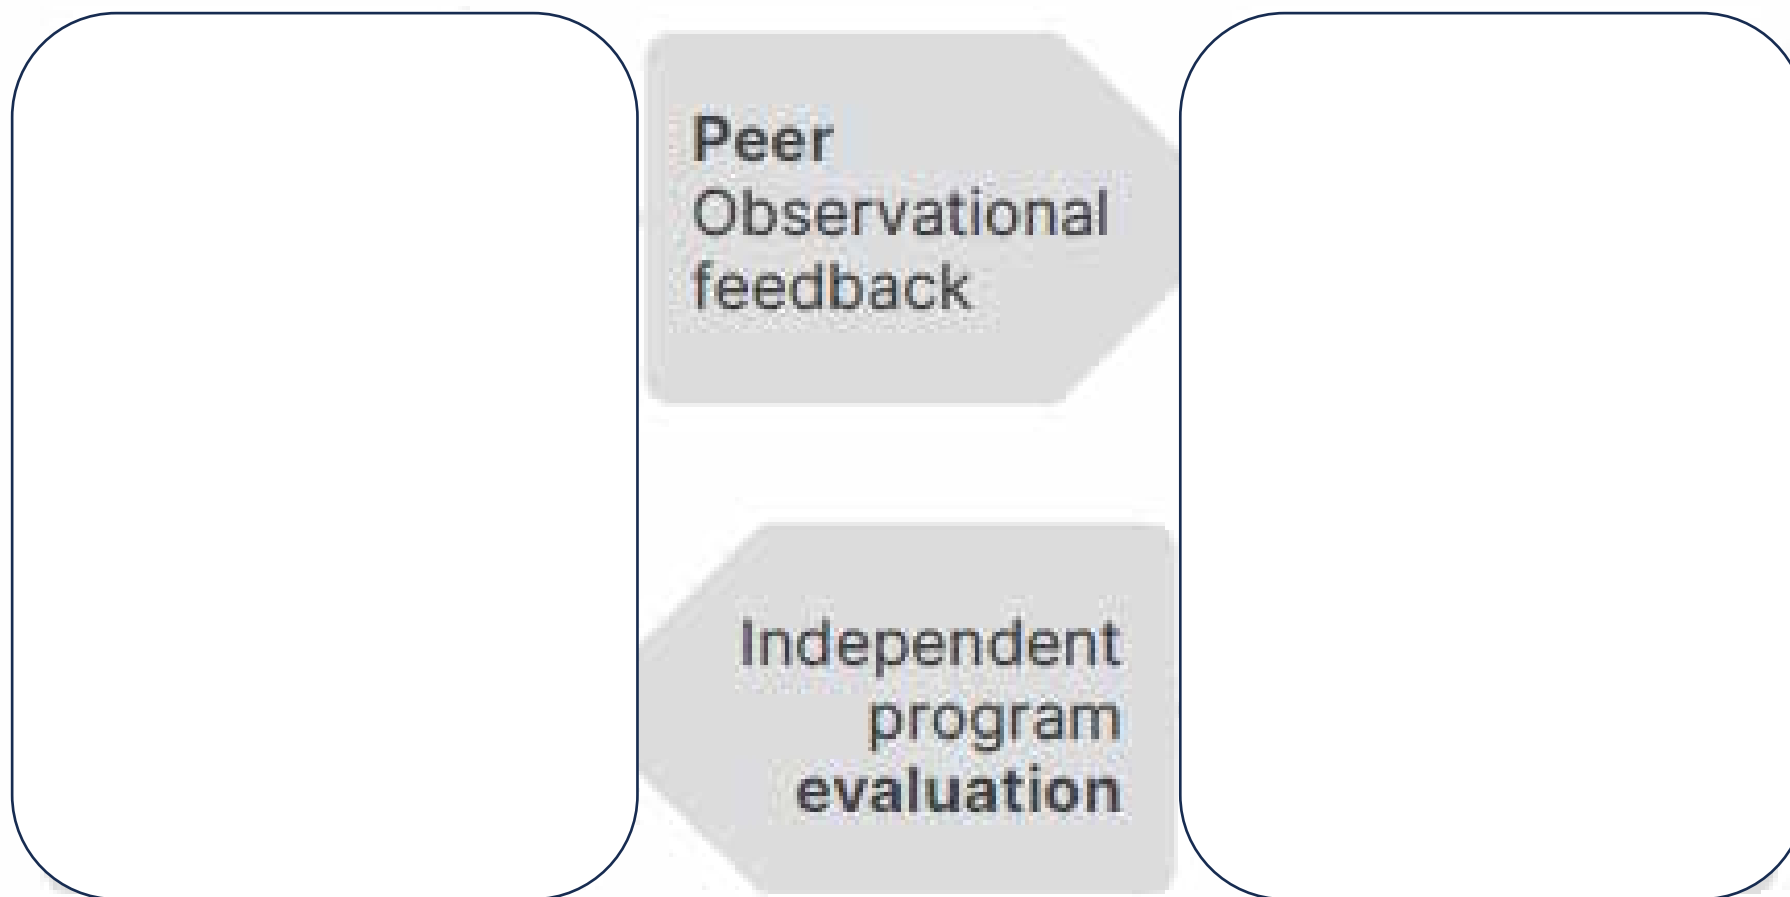 Peer
Observational
feedback
Independent
program
evaluation